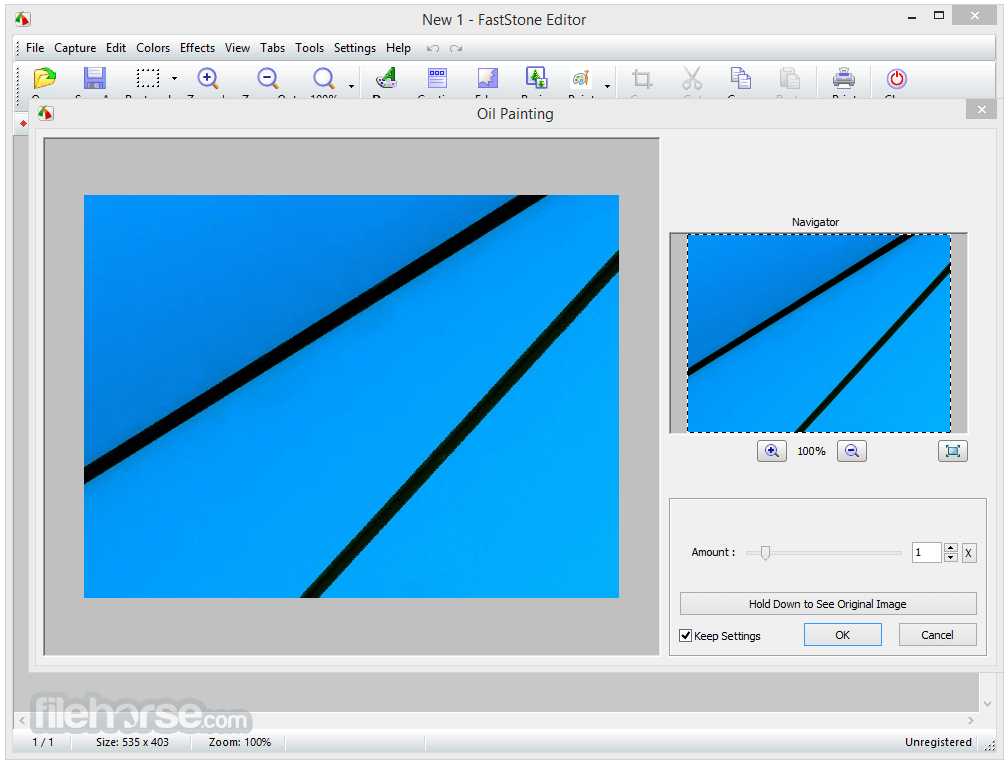 New 1 - FastStone Editor
File Capture Edit Colors Effects View Tabs Tools Settings Help
Oil Painting
Navigator
100%
Amount : 1 X
Hold Down to See Original Image
Keep Settings OK Cancel
filehorse.com
1 / 1 Size: 535 x 403 Zoom: 100% Unregistered